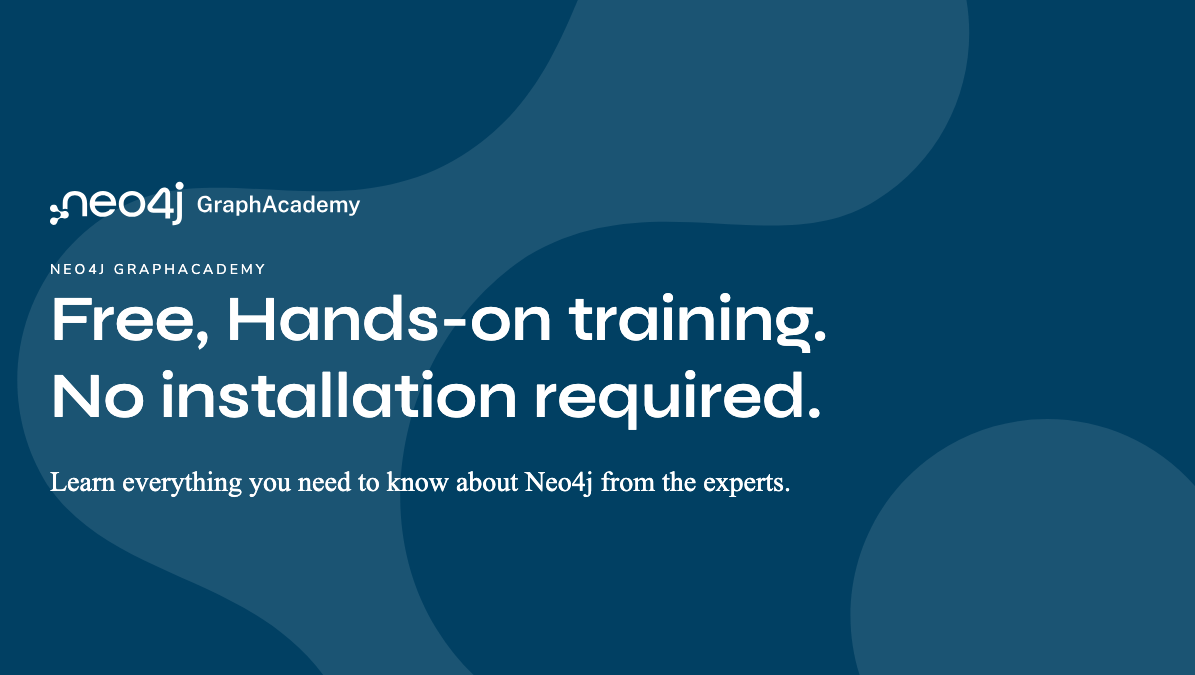 neo4j GraphAcademy
NEO4J GRAPHACADEMY
Free, Hands-on training.
No installation required.
Learn everything you need to know about Neo4j from the experts.